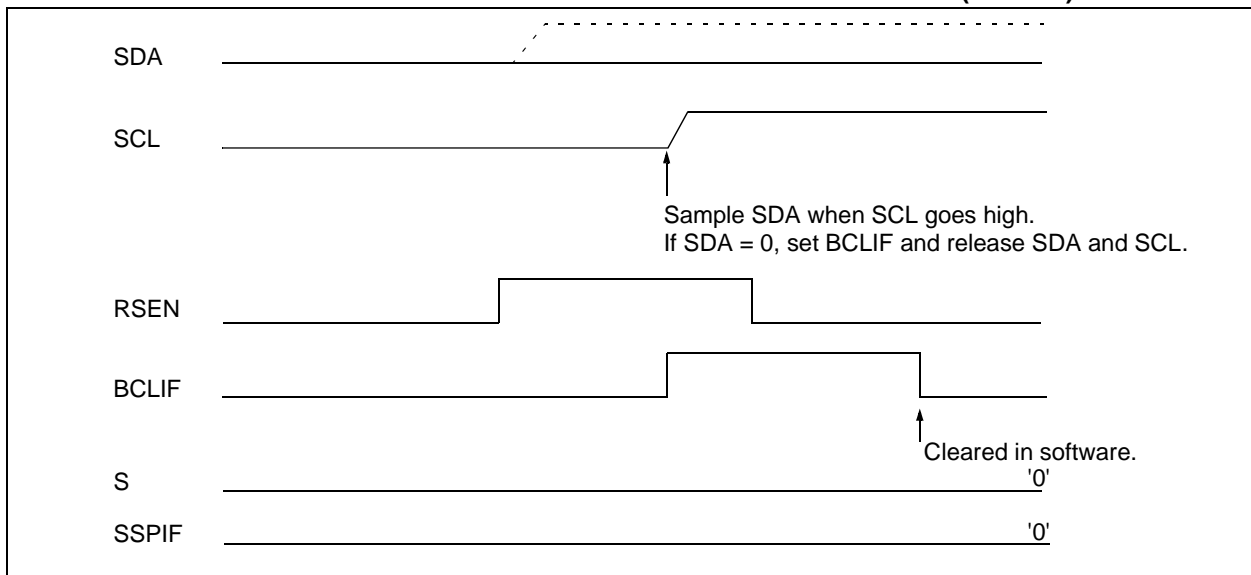 SDA
SCL
Sample SDA when SCL goes high.
If SDA = 0, set BCLIF and release SDA and SCL.
RSEN
BCLIF
Cleared in software.
S
'0'
SSPIF
'0'